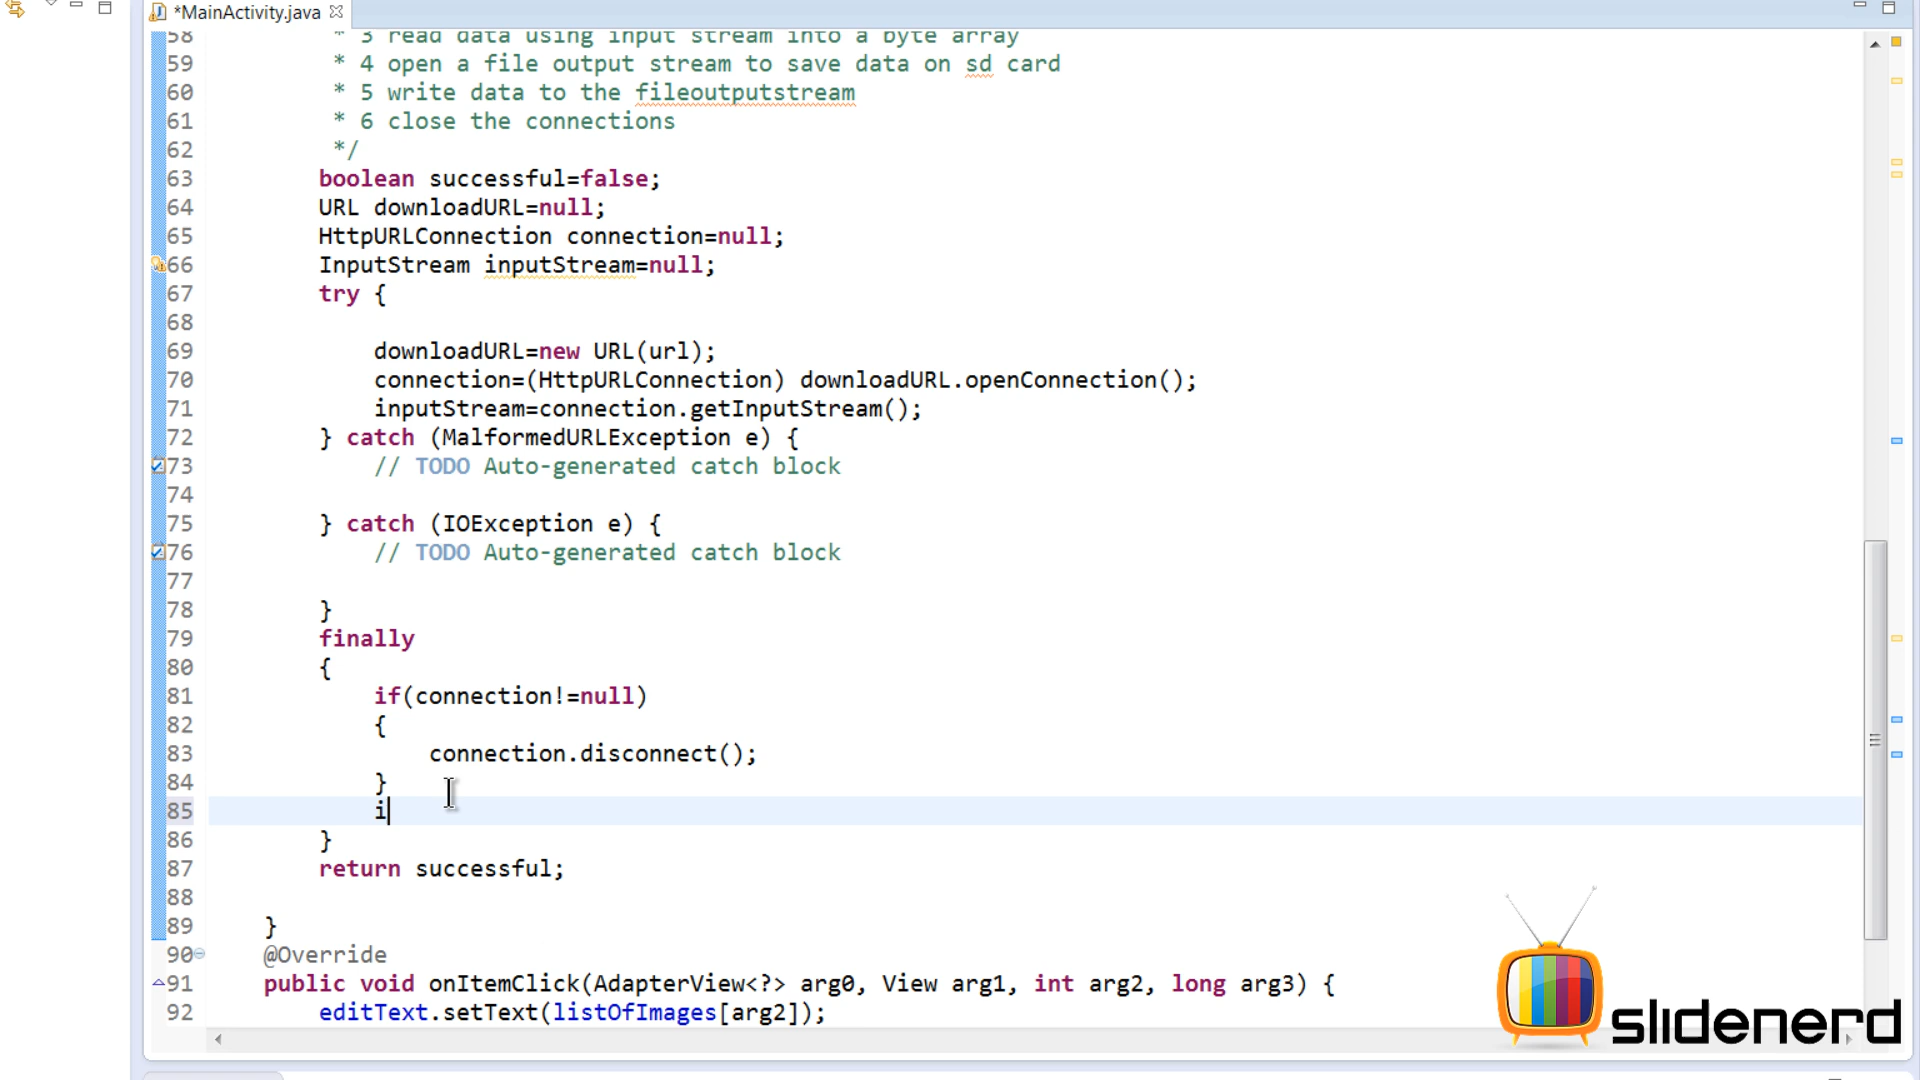 *MainActivity.java
58 * 3 read data using input stream into a byte array
59 * 4 open a file output stream to save data on sd card
60 * 5 write data to the fileoutputstream
61 * 6 close the connections
62 */
63 boolean successful=false;
64 URL downloadURL=null;
65 HttpURLConnection connection=null;
66 InputStream inputStream=null;
67 try {
68
69 downloadURL=new URL(url);
70 connection=(HttpURLConnection) downloadURL.openConnection();
71 inputStream=connection.getInputStream();
72 } catch (MalformedURLException e) {
73 // TODO Auto-generated catch block
74
75 } catch (IOException e) {
76 // TODO Auto-generated catch block
77
78 }
79 finally
80 {
81 if(connection!=null)
82 {
83 connection.disconnect();
84 }
85 i
86 }
87 return successful;
88
89 }
90 @Override
91 public void onItemClick(AdapterView<?> arg0, View arg1, int arg2, long arg3) {
92 editText.setText(listOfImages[arg2]);
slidenerd